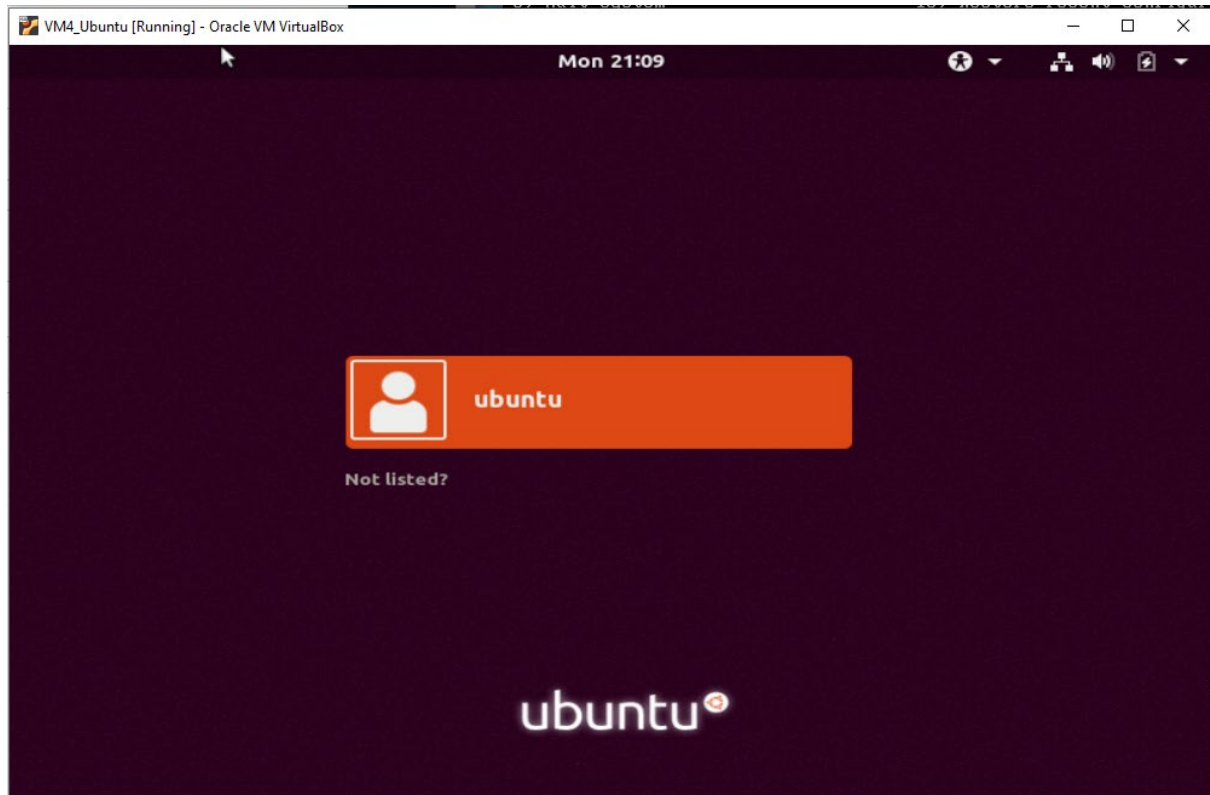 VM4_Ubuntu [Running] - Oracle VM VirtualBox
Mon 21:09
ubuntu
Not listed?
ubuntu